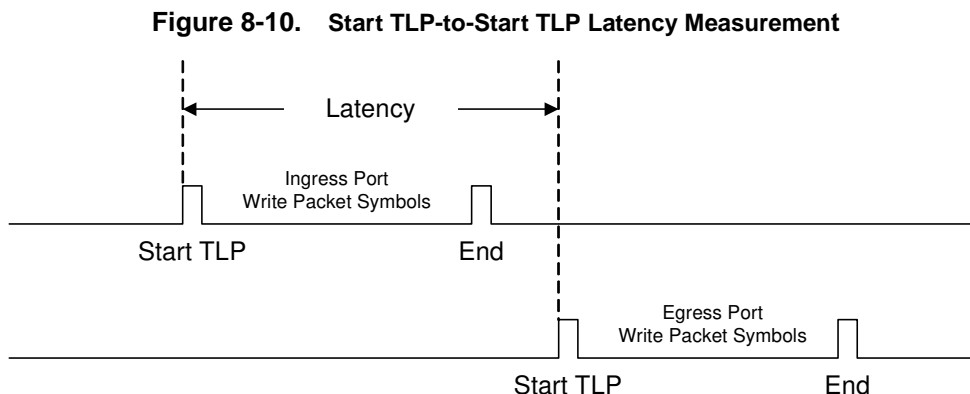 Figure 8-10. Start TLP-to-Start TLP Latency Measurement
Latency
Ingress Port
Write Packet Symbols
Start TLP
End
Egress Port
Write Packet Symbols
Start TLP
End